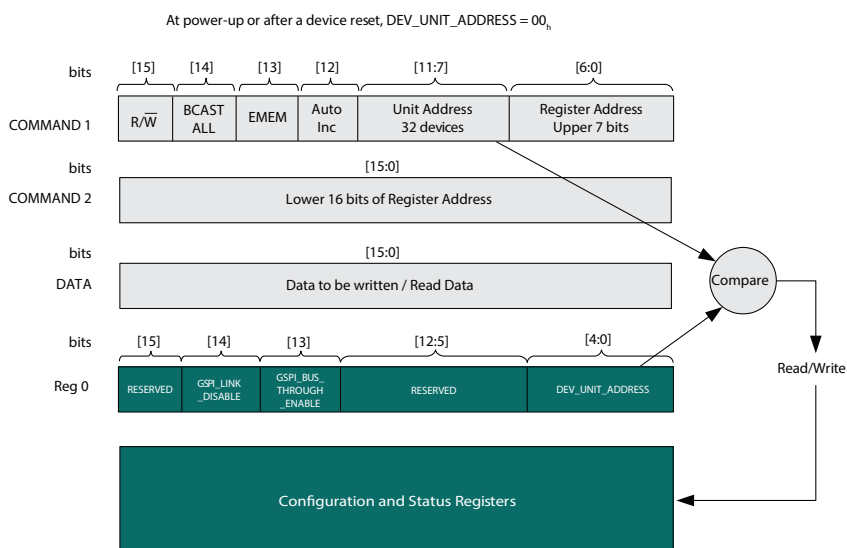 At power-up or after a device reset, DEV_UNIT_ADDRESS = 00h
bits [15] [14] [13] [12] [11:7] [6:0]
COMMAND 1
R/W̅
BCAST
ALL
EMEM
Auto
Inc
Unit Address
32 devices
Register Address
Upper 7 bits
bits [15:0]
COMMAND 2 Lower 16 bits of Register Address
bits [15:0]
DATA Data to be written / Read Data
Compare
bits [15] [14] [13] [12:5] [4:0]
Reg 0
RESERVED
GSPI_LINK
_DISABLE
GSPI_BUS_
THROUGH
_ENABLE
RESERVED
DEV_UNIT_ADDRESS
Read/Write
Configuration and Status Registers